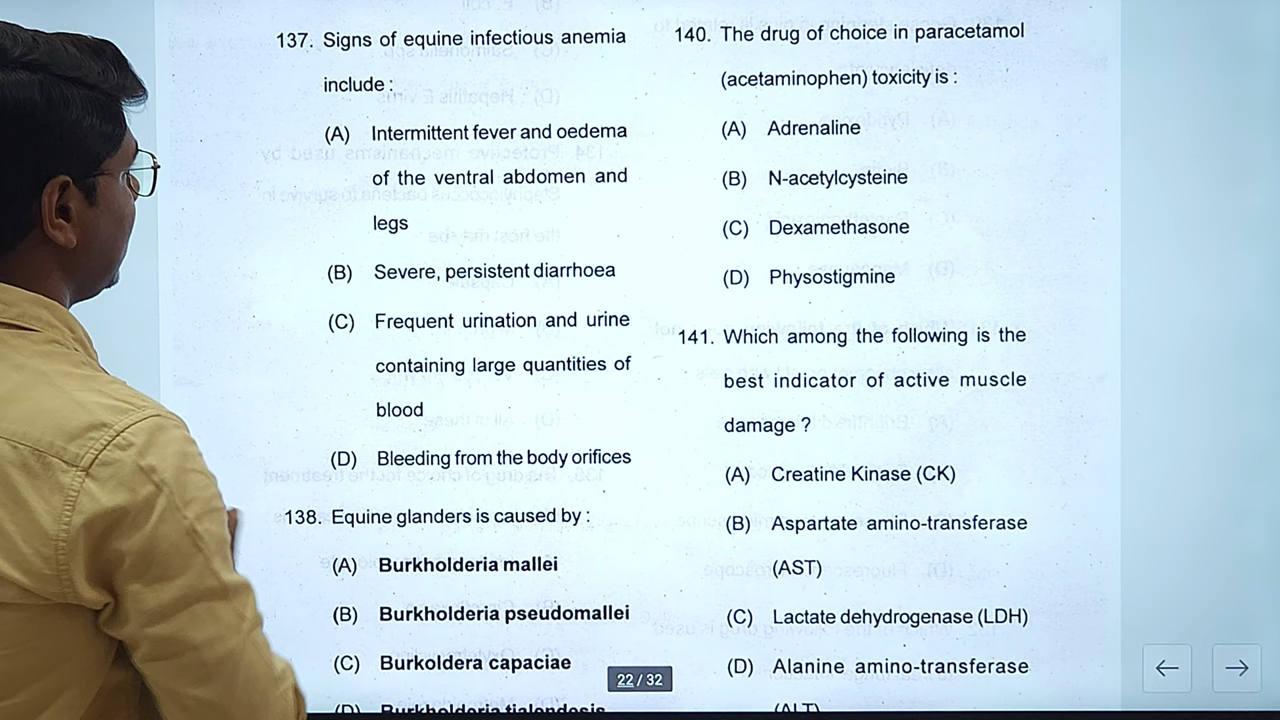 137. Signs of equine infectious anemia
include :
(A) Intermittent fever and oedema
of the ventral abdomen and
legs
(B) Severe, persistent diarrhoea
(C) Frequent urination and urine
containing large quantities of
blood
(D) Bleeding from the body orifices
138. Equine glanders is caused by :
(A) Burkholderia mallei
(B) Burkholderia pseudomallei
(C) Burkoldera capaciae
(D) Burkholderia
140. The drug of choice in paracetamol
(acetaminophen) toxicity is :
(A) Adrenaline
(B) N-acetylcysteine
(C) Dexamethasone
(D) Physostigmine
141. Which among the following is the
best indicator of active muscle
damage ?
(A) Creatine Kinase (CK)
(B) Aspartate amino-transferase
(AST)
(C) Lactate dehydrogenase (LDH)
(D) Alanine amino-transferase
(ALT)
22 / 32